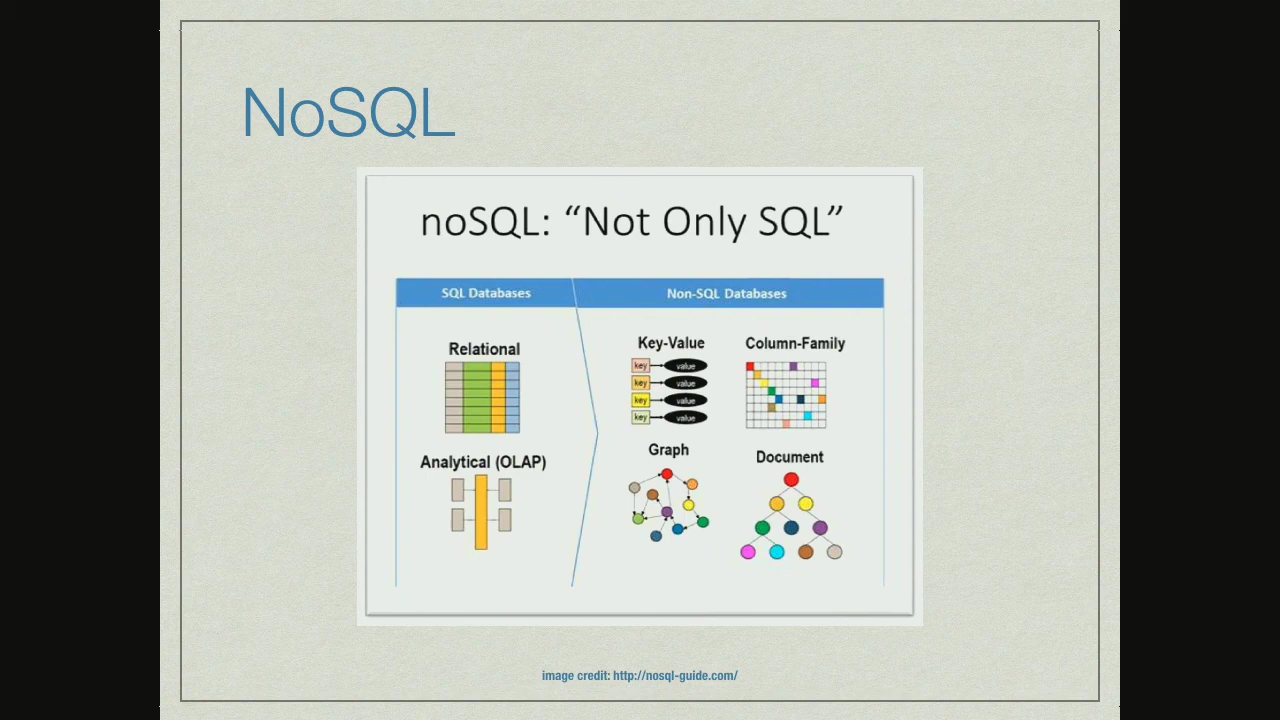 NoSQL
noSQL: “Not Only SQL”
SQL Databases
Non-SQL Databases
Relational
Analytical (OLAP)
Key-Value
key value
key value
key value
key value
Column-Family
Graph
Document
image credit: http://nosql-guide.com/